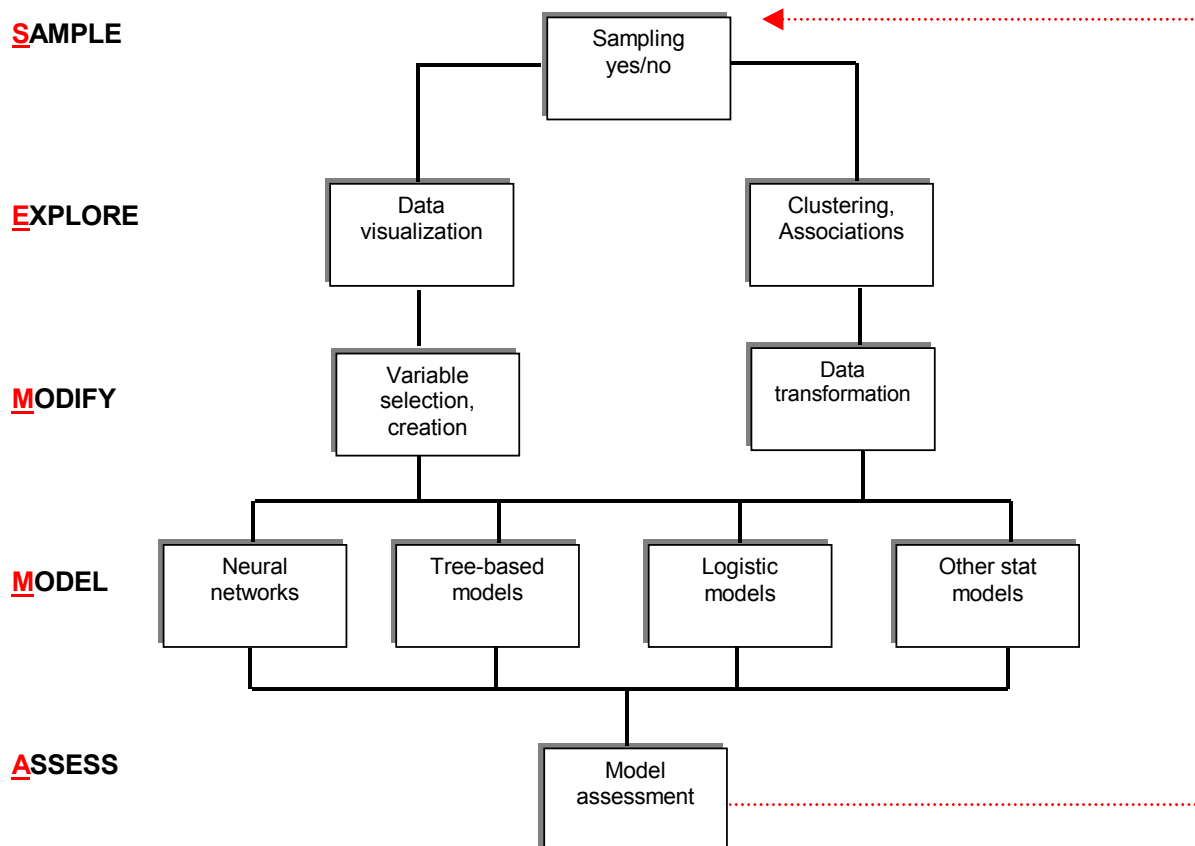 SAMPLE
Sampling
yes/no
EXPLORE
Data
visualization
Clustering,
Associations
MODIFY
Variable
selection,
creation
Data
transformation
MODEL
Neural
networks
Tree-based
models
Logistic
models
Other stat
models
ASSESS
Model
assessment